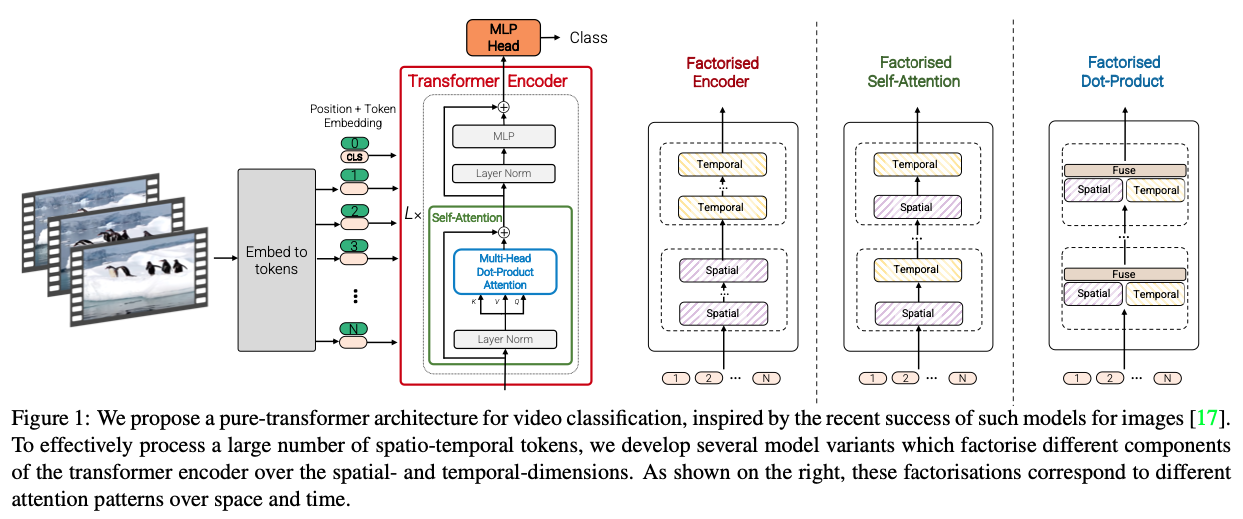 MLP
Head
Class
Transformer Encoder
Position + Token
Embedding
0
CLS
1
2
3
N
Embed to
tokens
L×
MLP
Layer Norm
Self-Attention
Multi-Head
Dot-Product
Attention
K V Q
Layer Norm
Factorised
Encoder
Temporal
...
Temporal
...
Spatial
...
Spatial
1 2 ... N
Factorised
Self-Attention
Temporal
Spatial
...
Temporal
Spatial
1 2 ... N
Factorised
Dot-Product
Fuse
Spatial Temporal
...
Fuse
Spatial Temporal
1 2 ... N
Figure 1: We propose a pure-transformer architecture for video classification, inspired by the recent success of such models for images [17].
To effectively process a large number of spatio-temporal tokens, we develop several model variants which factorise different components
of the transformer encoder over the spatial- and temporal-dimensions. As shown on the right, these factorisations correspond to different
attention patterns over space and time.